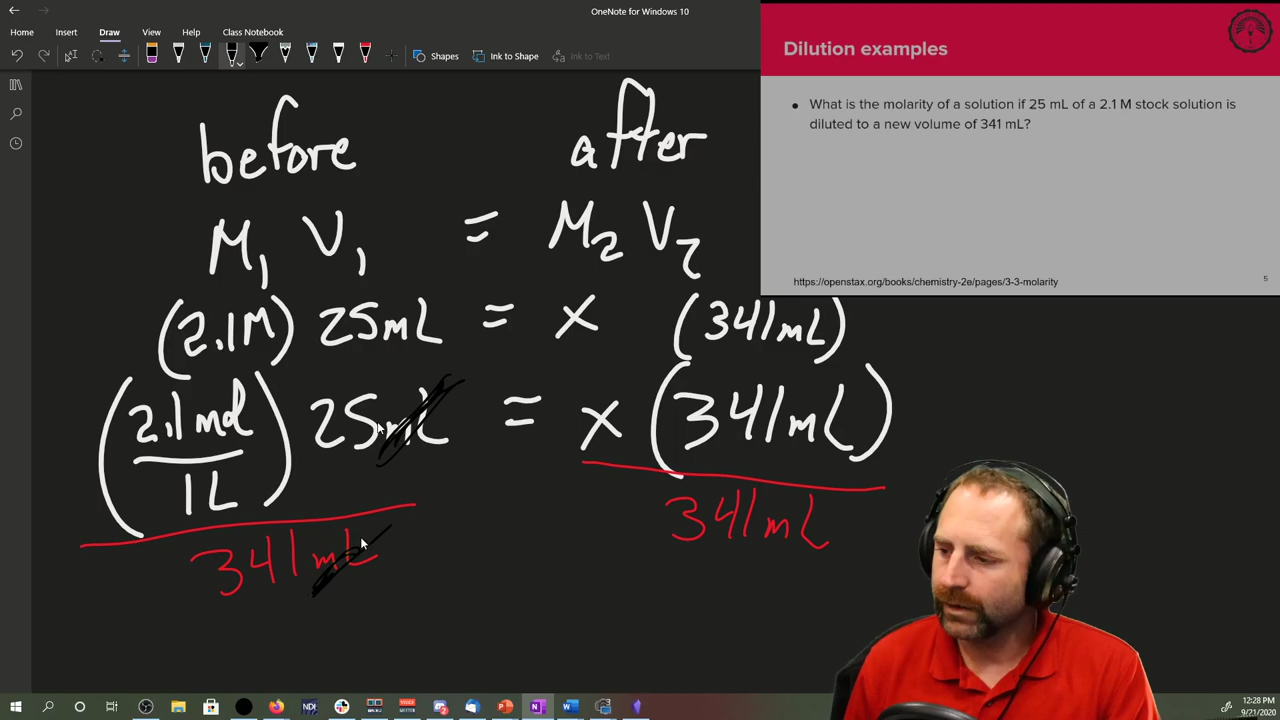 OneNote for Windows 10
Home Insert Draw View Help Class Notebook
Shapes Ink to Shape Ink to Text
Dilution examples
• What is the molarity of a solution if 25 mL of a 2.1 M stock solution is
diluted to a new volume of 341 mL?
https://openstax.org/books/chemistry-2e/pages/3-3-molarity 5
before after
M₁ V₁ = M₂ V₂
(2.1M) 25mL = x (341mL)
(2.1mol/1L) 25mL = x (341mL)
341mL 341mL
12:28 PM
9/21/2020